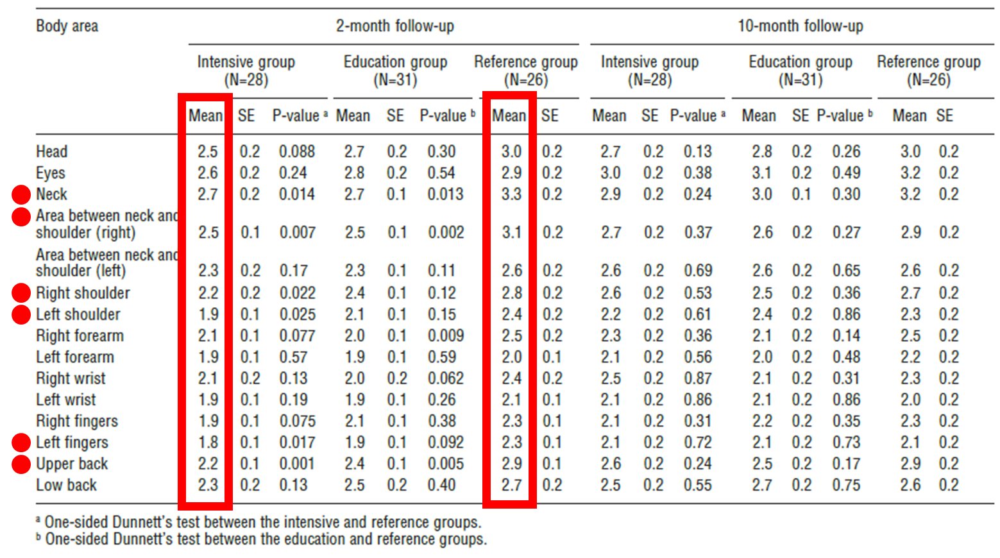 Body area 2-month follow-up 10-month follow-up
Intensive group Education group Reference group Intensive group Education group Reference group
(N=28) (N=31) (N=26) (N=28) (N=31) (N=26)
Mean SE P-value a Mean SE P-value b Mean SE Mean SE P-value a Mean SE P-value b Mean SE
Head 2.5 0.2 0.088 2.7 0.2 0.30 3.0 0.2 2.7 0.2 0.13 2.8 0.2 0.26 3.0 0.2
Eyes 2.6 0.2 0.24 2.8 0.2 0.54 2.9 0.2 3.0 0.2 0.38 3.1 0.2 0.49 3.2 0.2
Neck 2.7 0.2 0.014 2.7 0.1 0.013 3.3 0.2 2.9 0.2 0.24 3.0 0.1 0.30 3.2 0.2
Area between neck and
shoulder (right) 2.5 0.1 0.007 2.5 0.1 0.002 3.1 0.2 2.7 0.2 0.37 2.6 0.2 0.27 2.9 0.2
Area between neck and
shoulder (left) 2.3 0.2 0.17 2.3 0.1 0.11 2.6 0.2 2.6 0.2 0.69 2.6 0.2 0.65 2.6 0.2
Right shoulder 2.2 0.2 0.022 2.4 0.1 0.12 2.8 0.2 2.6 0.2 0.53 2.5 0.2 0.36 2.7 0.2
Left shoulder 1.9 0.1 0.025 2.1 0.1 0.15 2.4 0.2 2.2 0.2 0.61 2.4 0.2 0.86 2.3 0.2
Right forearm 2.1 0.1 0.077 2.0 0.1 0.009 2.5 0.2 2.3 0.2 0.36 2.1 0.2 0.14 2.5 0.2
Left forearm 1.9 0.1 0.57 1.9 0.1 0.59 2.0 0.1 2.1 0.2 0.56 2.0 0.2 0.48 2.2 0.2
Right wrist 2.1 0.2 0.13 2.0 0.2 0.062 2.4 0.2 2.5 0.2 0.87 2.1 0.2 0.31 2.3 0.2
Left wrist 1.9 0.1 0.19 1.9 0.1 0.26 2.1 0.1 2.1 0.2 0.86 2.1 0.2 0.86 2.0 0.2
Right fingers 1.9 0.1 0.075 2.1 0.1 0.38 2.3 0.1 2.1 0.2 0.31 2.2 0.2 0.35 2.3 0.2
Left fingers 1.8 0.1 0.017 1.9 0.1 0.092 2.3 0.1 2.1 0.2 0.72 2.1 0.2 0.73 2.1 0.2
Upper back 2.2 0.1 0.001 2.4 0.1 0.005 2.9 0.1 2.6 0.2 0.24 2.5 0.2 0.17 2.9 0.2
Low back 2.3 0.2 0.13 2.5 0.2 0.40 2.7 0.2 2.5 0.2 0.55 2.7 0.2 0.75 2.6 0.2
a One-sided Dunnett's test between the intensive and reference groups.
b One-sided Dunnett's test between the education and reference groups.